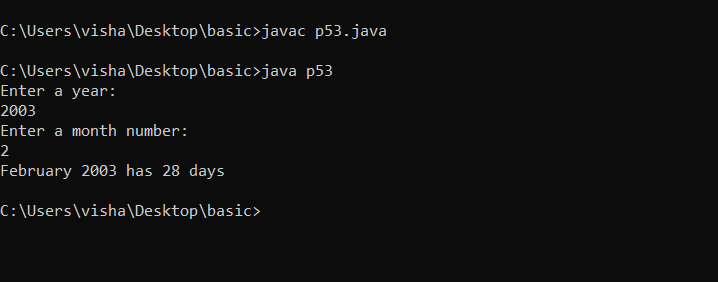 C:\Users\visha\Desktop\basic>javac p53.java
C:\Users\visha\Desktop\basic>java p53
Enter a year:
2003
Enter a month number:
2
February 2003 has 28 days
C:\Users\visha\Desktop\basic>